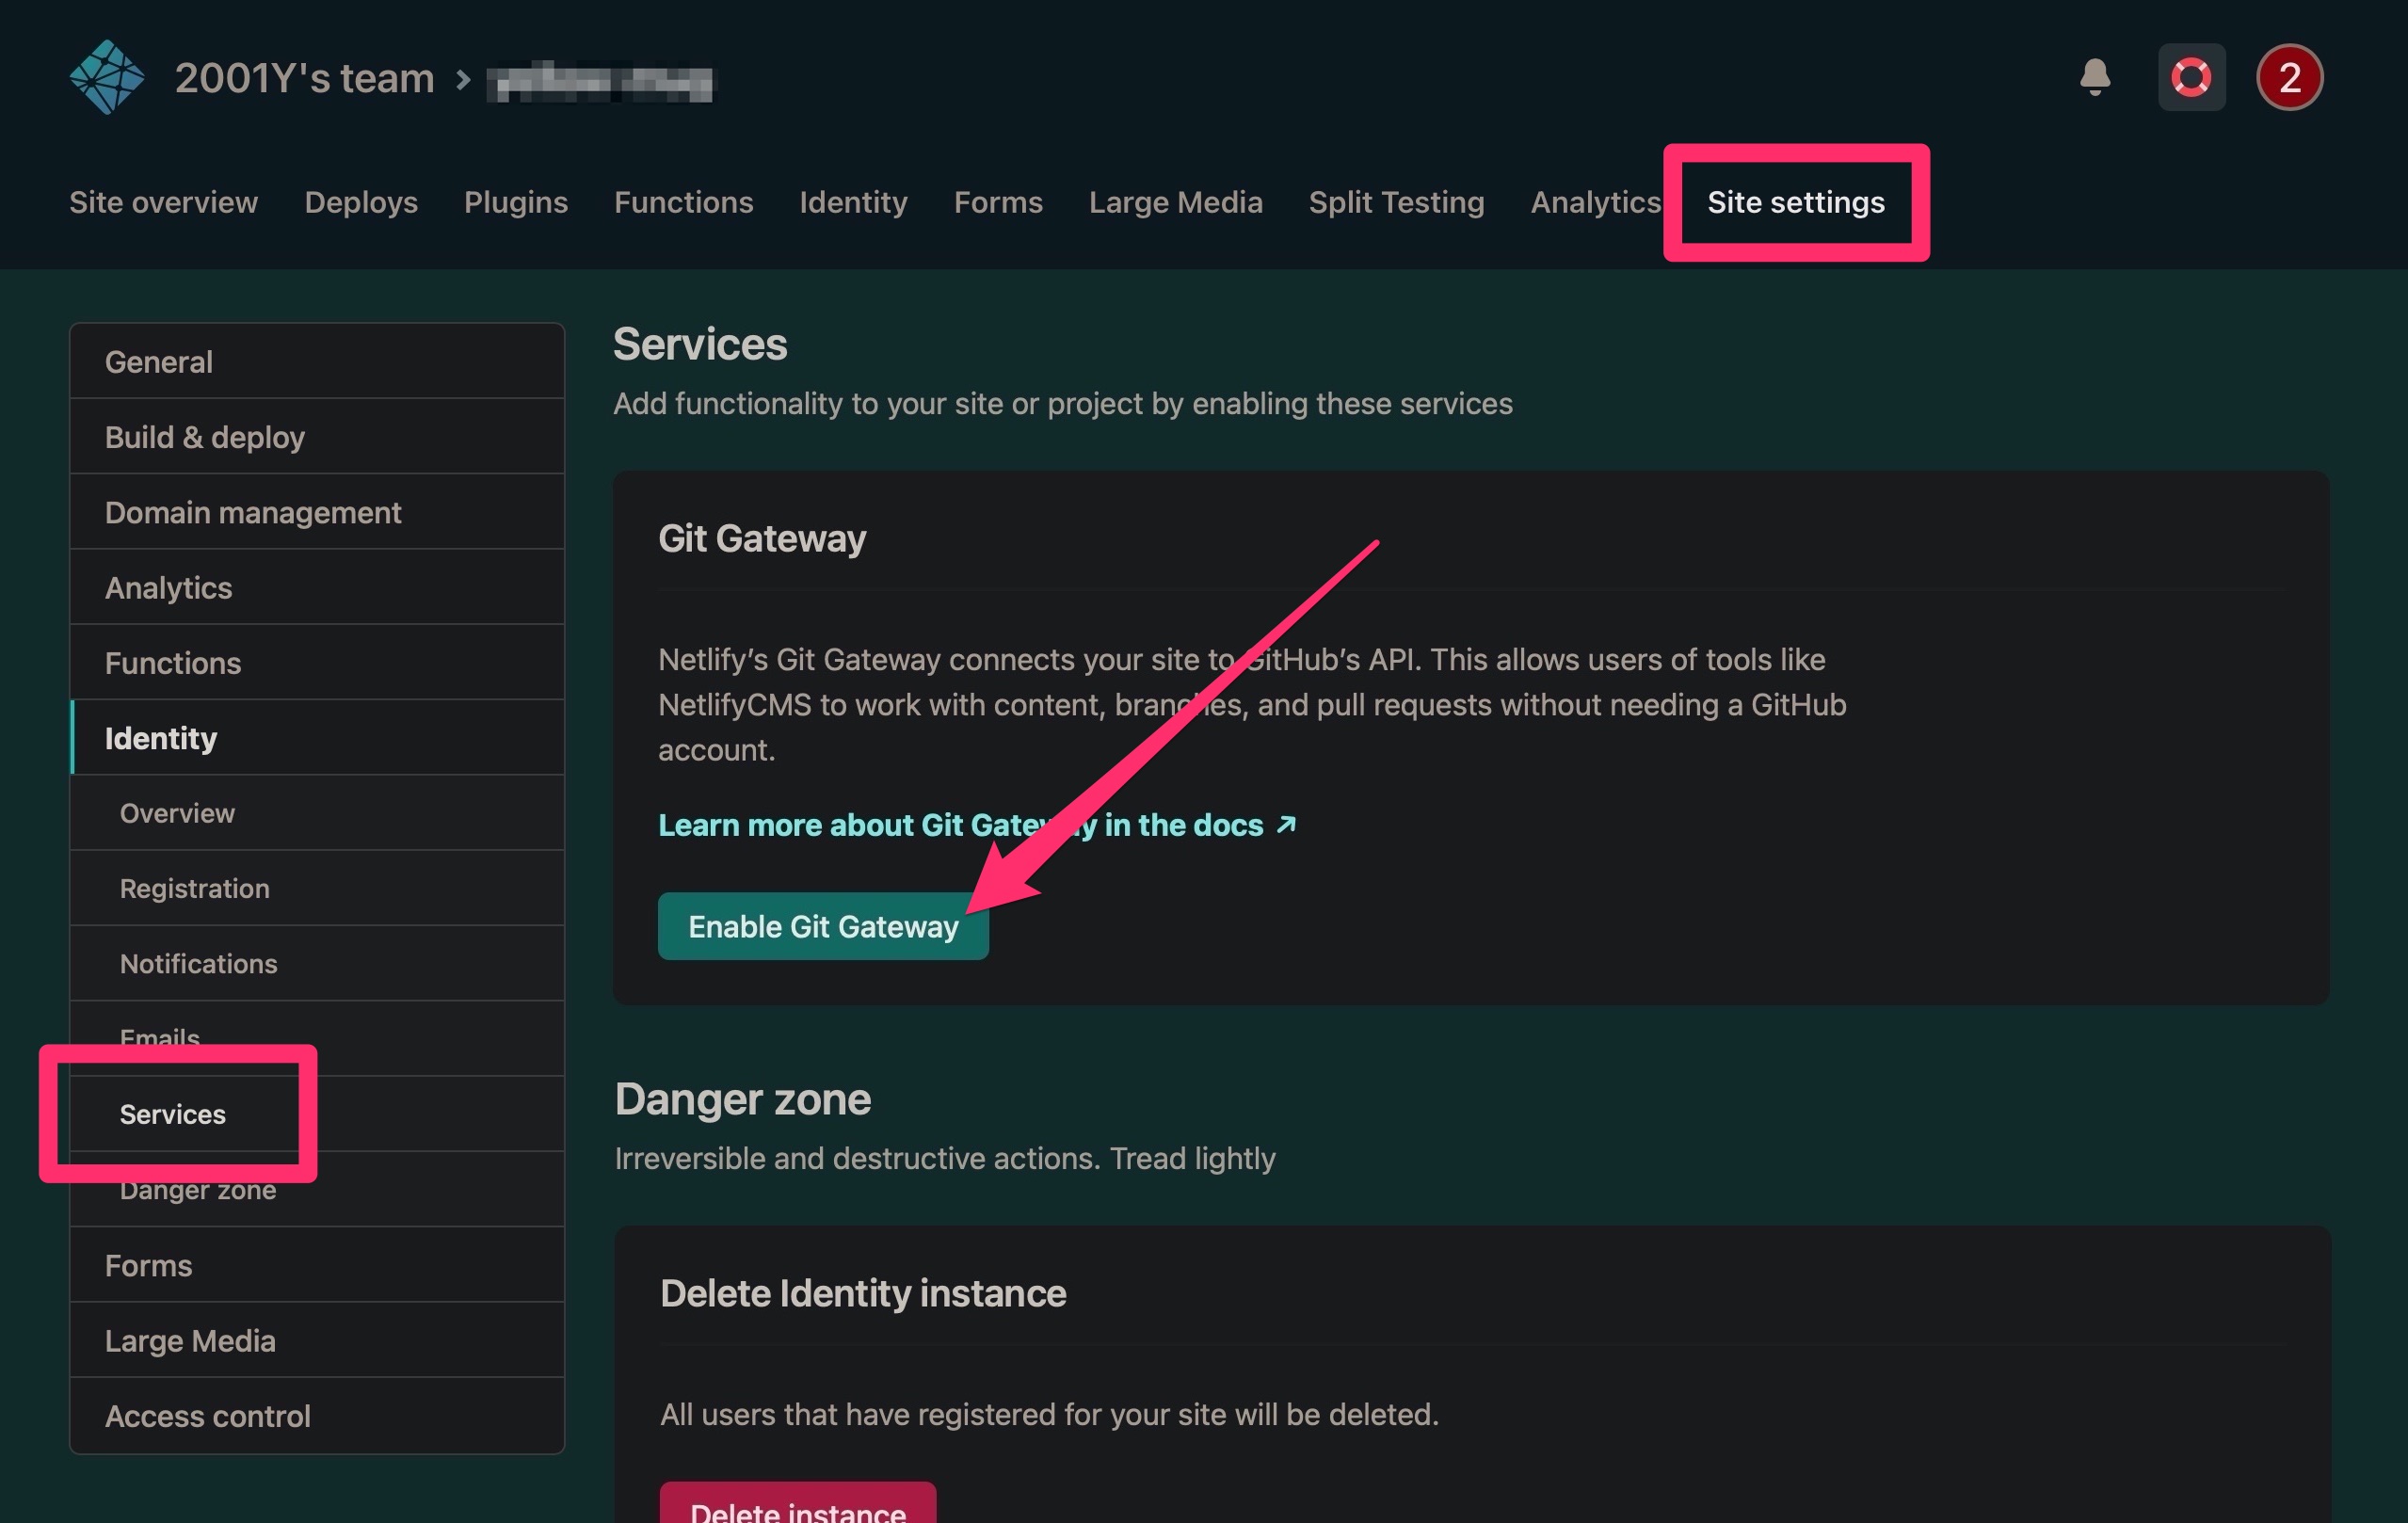 2001Y's team >
2
Site overview Deploys Plugins Functions Identity Forms Large Media Split Testing Analytics Site settings
General
Build & deploy
Domain management
Analytics
Functions
Identity
Overview
Registration
Notifications
Emails
Services
Danger zone
Forms
Large Media
Access control
Services
Add functionality to your site or project by enabling these services
Git Gateway
Netlify’s Git Gateway connects your site to GitHub’s API. This allows users of tools like
NetlifyCMS to work with content, branches, and pull requests without needing a GitHub
account.
Learn more about Git Gateway in the docs ↗
Enable Git Gateway
Danger zone
Irreversible and destructive actions. Tread lightly
Delete Identity instance
All users that have registered for your site will be deleted.
Delete instance